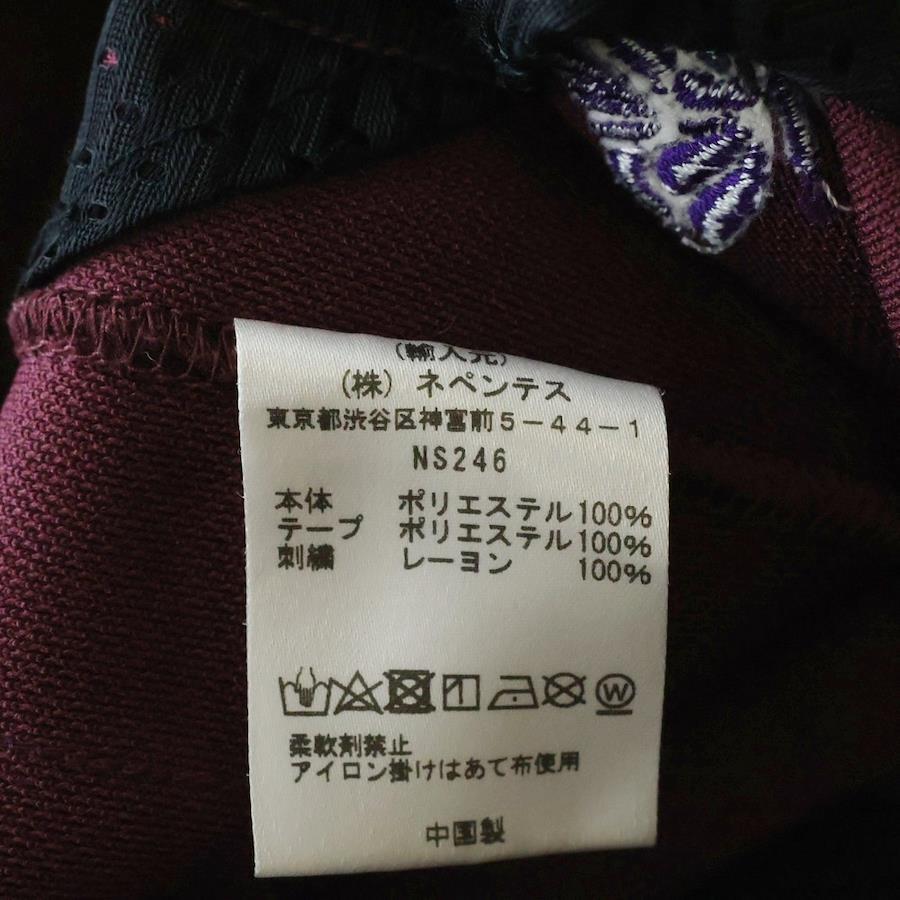 (輸入元)
(株) ネペンテス
東京都渋谷区神宮前5-44-1
NS246
本体 ポリエステル100%
テープ ポリエステル100%
刺繍 レーヨン 100%
W
柔軟剤禁止
アイロン掛けはあて布使用
中国製